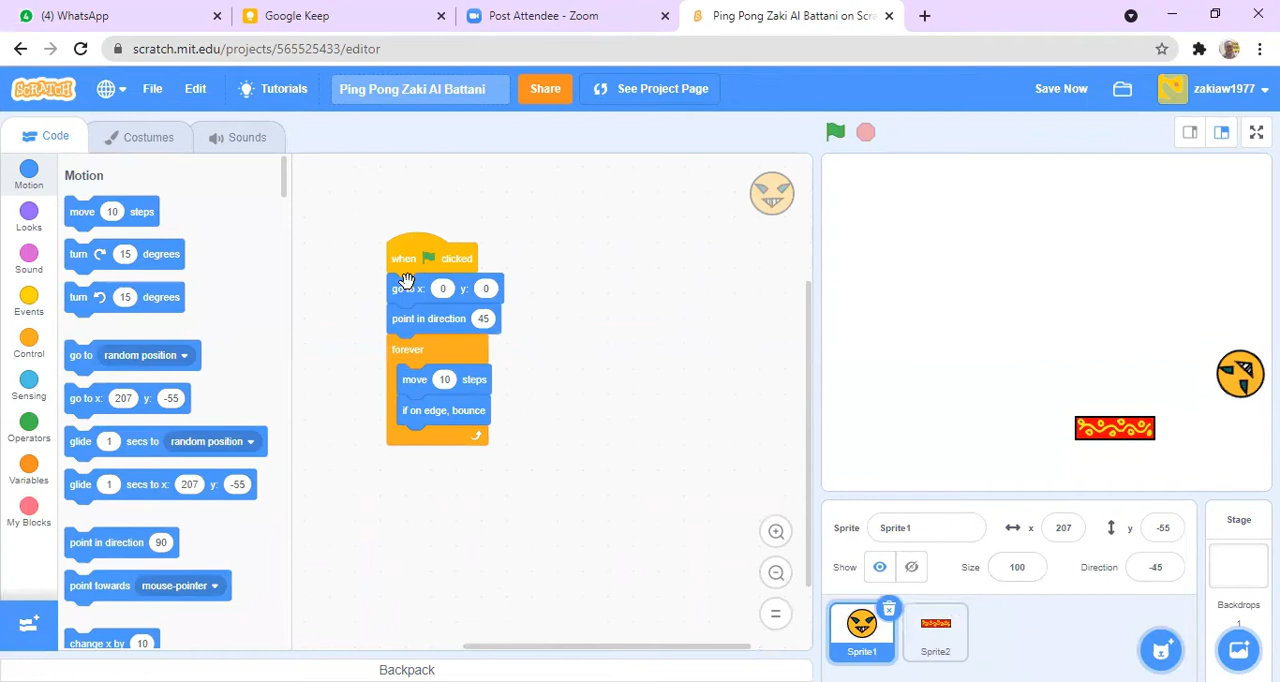 (4) WhatsApp
Google Keep
Post Attendee - Zoom
Ping Pong Zaki Al Battani on Scra
scratch.mit.edu/projects/565525433/editor
SCRATCH
File
Edit
Tutorials
Ping Pong Zaki Al Battani
Share
See Project Page
Save Now
zakiaw1977
Code
Costumes
Sounds
Motion
Looks
Sound
Events
Control
Sensing
Operators
Variables
My Blocks
Motion
move 10 steps
turn 15 degrees
turn 15 degrees
go to random position
go to x: 207 y: -55
glide 1 secs to random position
glide 1 secs to x: 207 y: -55
point in direction 90
point towards mouse-pointer
change x by 10
when clicked
go to x: 0 y: 0
point in direction 45
forever
move 10 steps
if on edge, bounce
Sprite Sprite1 x 207 y -55
Show Size 100 Direction -45
Sprite1
Sprite2
Stage
Backdrops
1
Backpack